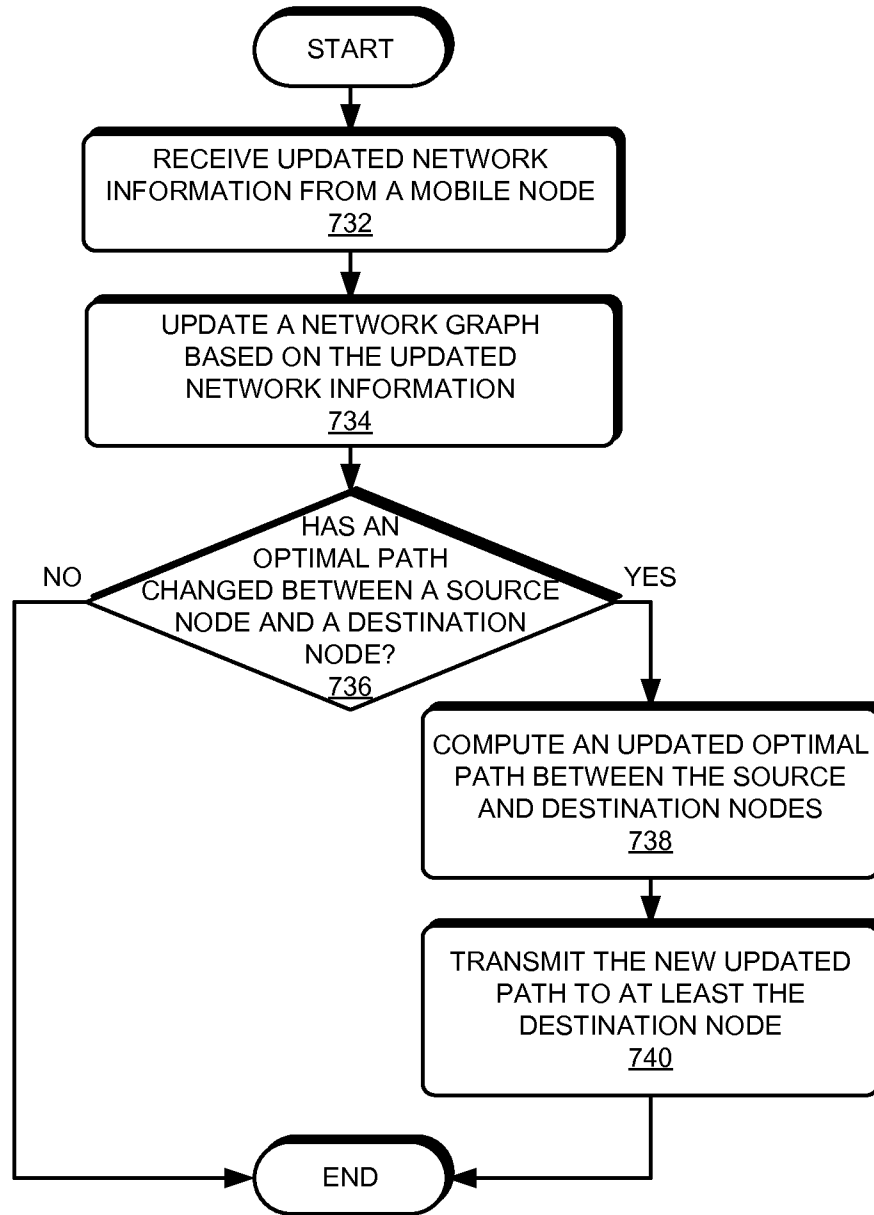 START
RECEIVE UPDATED NETWORK
INFORMATION FROM A MOBILE NODE
732
UPDATE A NETWORK GRAPH
BASED ON THE UPDATED
NETWORK INFORMATION
734
HAS AN
OPTIMAL PATH
CHANGED BETWEEN A SOURCE
NODE AND A DESTINATION
NODE?
736
NO
YES
COMPUTE AN UPDATED OPTIMAL
PATH BETWEEN THE SOURCE
AND DESTINATION NODES
738
TRANSMIT THE NEW UPDATED
PATH TO AT LEAST THE
DESTINATION NODE
740
END